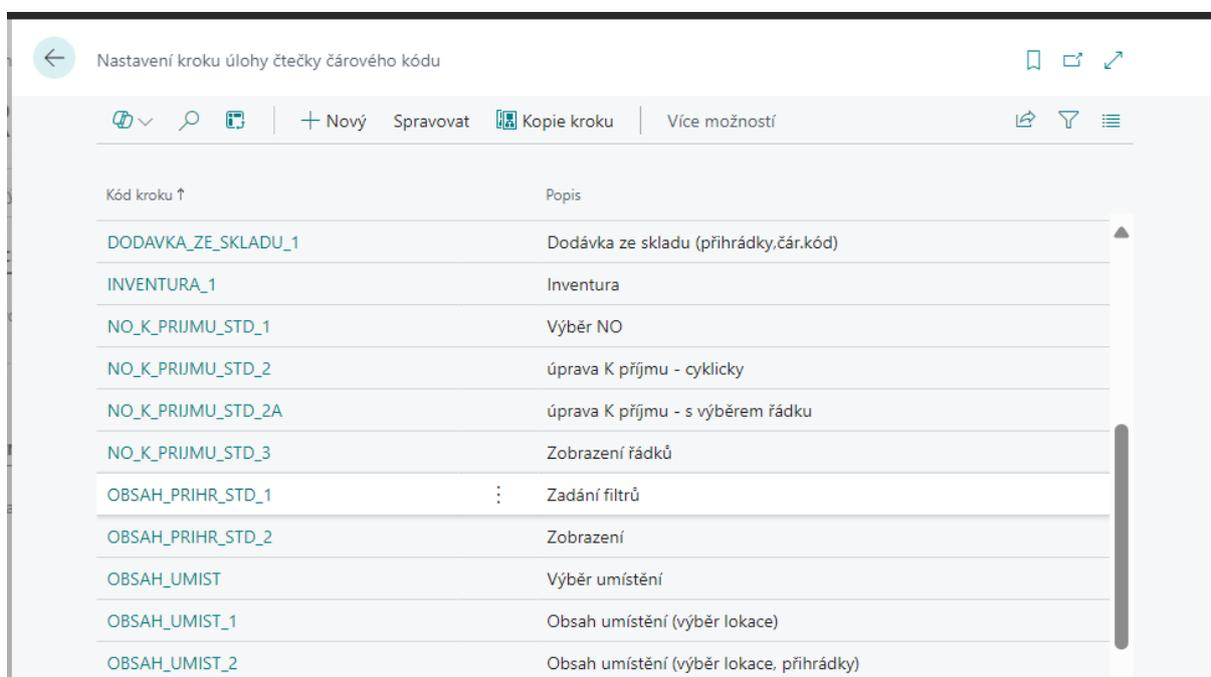 Nastavení kroku úlohy čtečky čárového kódu
Nový Spravovat Kopie kroku Více možností
Kód kroku ↑ Popis
DODAVKA_ZE_SKLADU_1 Dodávka ze skladu (přihrádky,čár.kód)
INVENTURA_1 Inventura
NO_K_PRIJMU_STD_1 Výběr NO
NO_K_PRIJMU_STD_2 úprava K příjmu - cyklicky
NO_K_PRIJMU_STD_2A úprava K příjmu - s výběrem řádku
NO_K_PRIJMU_STD_3 Zobrazení řádků
OBSAH_PRIHR_STD_1 Zadání filtrů
OBSAH_PRIHR_STD_2 Zobrazení
OBSAH_UMIST Výběr umístění
OBSAH_UMIST_1 Obsah umístění (výběr lokace)
OBSAH_UMIST_2 Obsah umístění (výběr lokace, přihrádky)